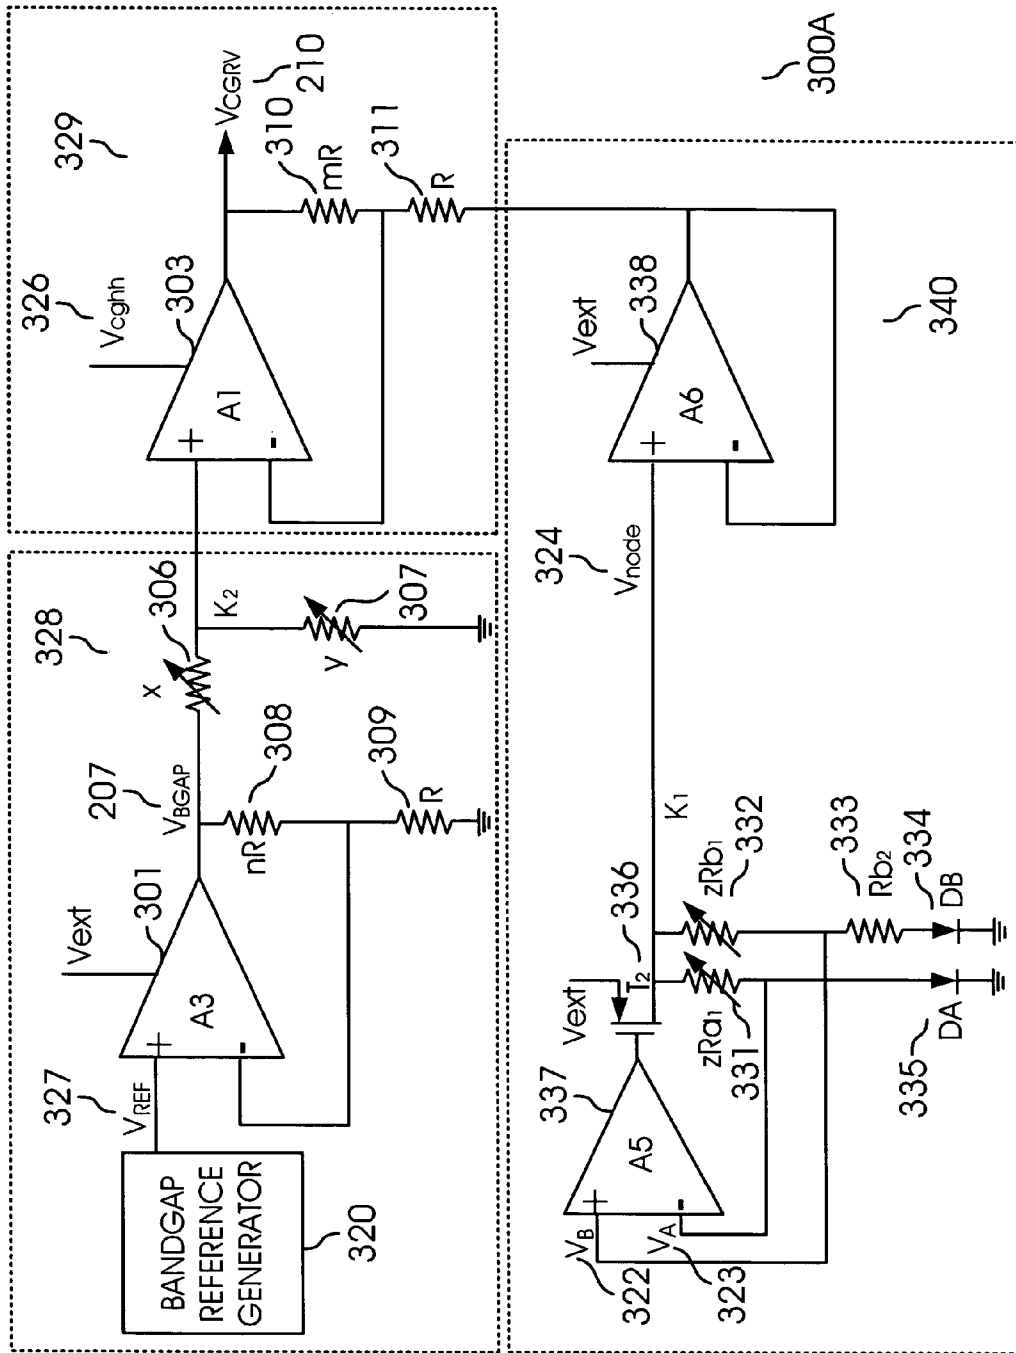 328
207
VBGAP
Vext
301
327
VREF
A3
+
-
BANDGAP
REFERENCE
GENERATOR
320
nR
308
309
R
x
306
K2
y
307
326
Vcghh
303
A1
+
-
329
VCGRV
210
310
mR
311
R
300A
340
Vext
338
A6
+
-
324
Vnode
K1
336
Vext
T2
337
A5
+
-
VB
322
VA
323
zRa1
331
zRb1
332
333
Rb2
334
DB
DA
335